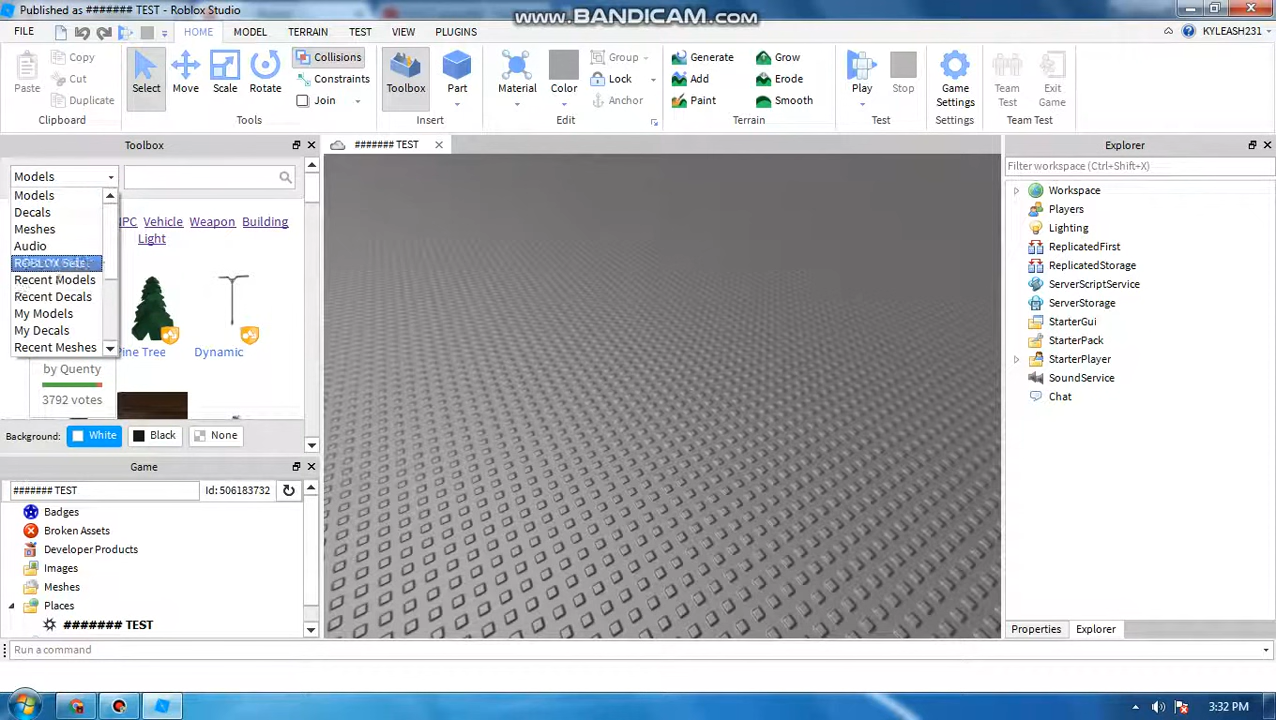 Published as ####### TEST - Roblox Studio
www.BANDICAM.com
FILE HOME MODEL TERRAIN TEST VIEW PLUGINS KYLEASH231
Paste Copy Cut Duplicate
Clipboard
Select Move Scale Rotate Collisions Constraints Join
Tools
Toolbox Part
Insert
Material Color Group Lock Anchor
Edit
Generate Add Paint Grow Erode Smooth
Terrain
Play Stop
Test
Game Settings
Settings
Team Test Exit Game
Team Test
Toolbox
Models
Models
Decals
Meshes
Audio
Recent Models
Recent Decals
My Models
My Decals
Recent Meshes
NPC Vehicle Weapon Building
Light
Pine Tree Dynamic
by Quenty
3792 votes
Background: White Black None
Game
####### TEST Id: 506183732
Badges
Broken Assets
Developer Products
Images
Meshes
Places
####### TEST
####### TEST
Explorer
Filter workspace (Ctrl+Shift+X)
Workspace
Players
Lighting
ReplicatedFirst
ReplicatedStorage
ServerScriptService
ServerStorage
StarterGui
StarterPack
StarterPlayer
SoundService
Chat
Properties Explorer
Run a command
3:32 PM